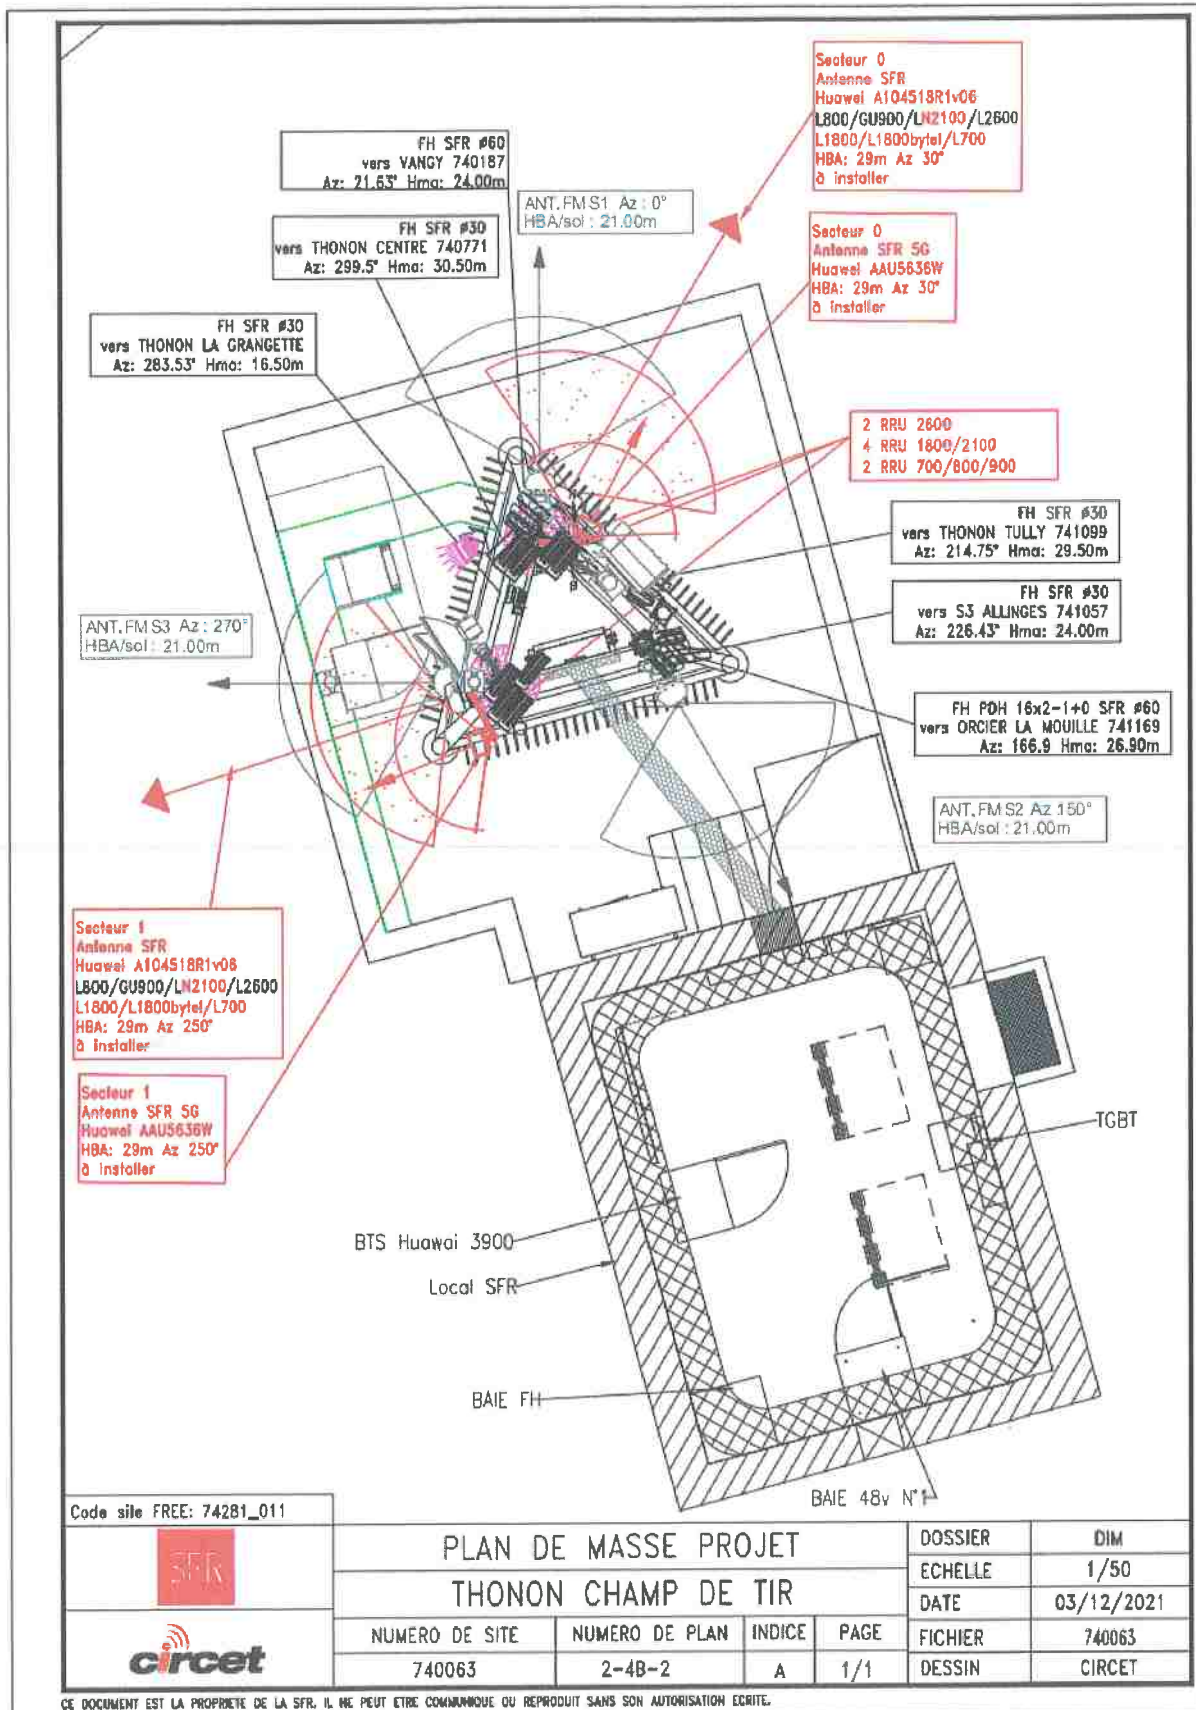 Secteur 0
Antenne SFR
Huawei A104518R1v06
L800/GU900/LN2100/L2600
L1800/L1800bytel/L700
HBA: 29m Az 30°
à installer
FH SFR ø60
vers VANGY 740187
Az: 21.63° Hma: 24.00m
ANT.FM S1 Az : 0°
HBA/sol : 21.00m
FH SFR ø30
vers THONON CENTRE 740771
Az: 299.5° Hma: 30.50m
Secteur 0
Antenne SFR 5G
Huawei AAU5636W
HBA: 29m Az 30°
à installer
FH SFR ø30
vers THONON LA GRANGETTE
Az: 283.53° Hma: 16.50m
2 RRU 2600
4 RRU 1800/2100
2 RRU 700/800/900
FH SFR ø30
vers THONON TULLY 741099
Az: 214.75° Hma: 29.50m
FH SFR ø30
vers S3 ALLINGES 741057
Az: 226.43° Hma: 24.00m
ANT.FM S3 Az : 270°
HBA/sol : 21.00m
FH PDH 16x2-1+0 SFR ø60
vers ORCIER LA MOUILLE 741169
Az: 166.9 Hma: 26.90m
ANT.FM S2 Az 150°
HBA/sol : 21.00m
Secteur 1
Antenne SFR
Huawei A104518R1v06
L800/GU900/LN2100/L2600
L1800/L1800bytel/L700
HBA: 29m Az 250°
à installer
Secteur 1
Antenne SFR 5G
Huawei AAU5636W
HBA: 29m Az 250°
à installer
TGBT
BTS Huawai 3900
Local SFR
BAIE FH
BAIE 48v N°1
Code site FREE: 74281_011
SFR
circet
PLAN DE MASSE PROJET
THONON CHAMP DE TIR
NUMERO DE SITE NUMERO DE PLAN INDICE PAGE
740063 2-4B-2 A 1/1
DOSSIER DIM
ECHELLE 1/50
DATE 03/12/2021
FICHIER 740063
DESSIN CIRCET
CE DOCUMENT EST LA PROPRIETE DE LA SFR. IL NE PEUT ETRE COMMUNIQUE OU REPRODUIT SANS SON AUTORISATION ECRITE.